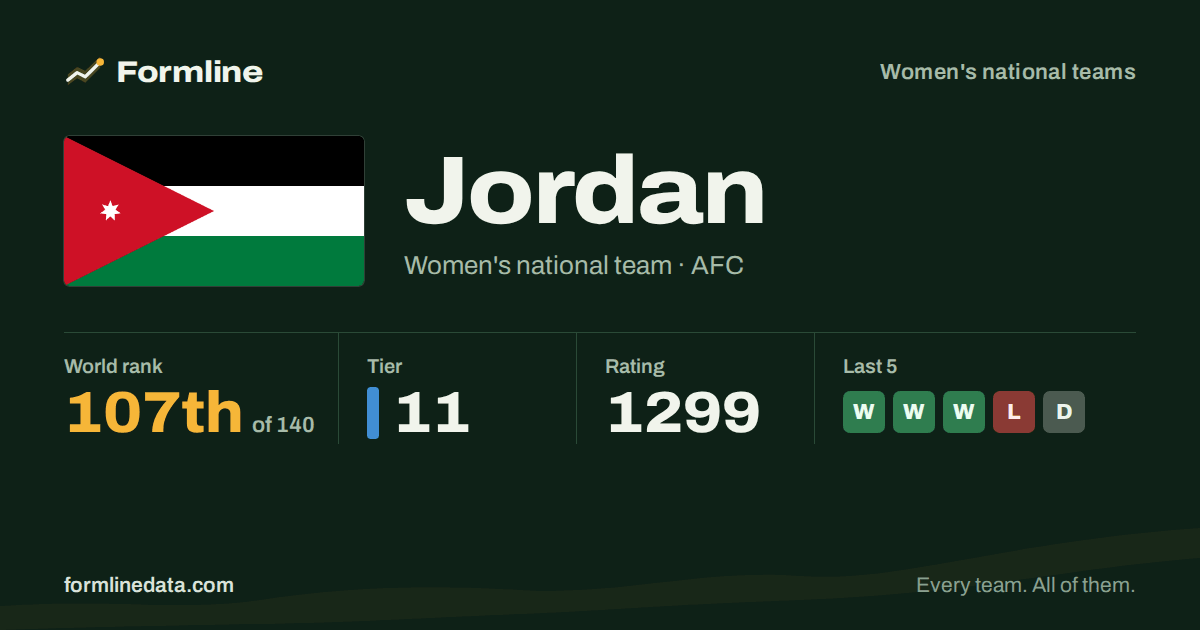 Formline
Women's national teams
Jordan
Women's national team · AFC
World rank
107th of 140
Tier
11
Rating
1299
Last 5
W W W L D
formlinedata.com
Every team. All of them.